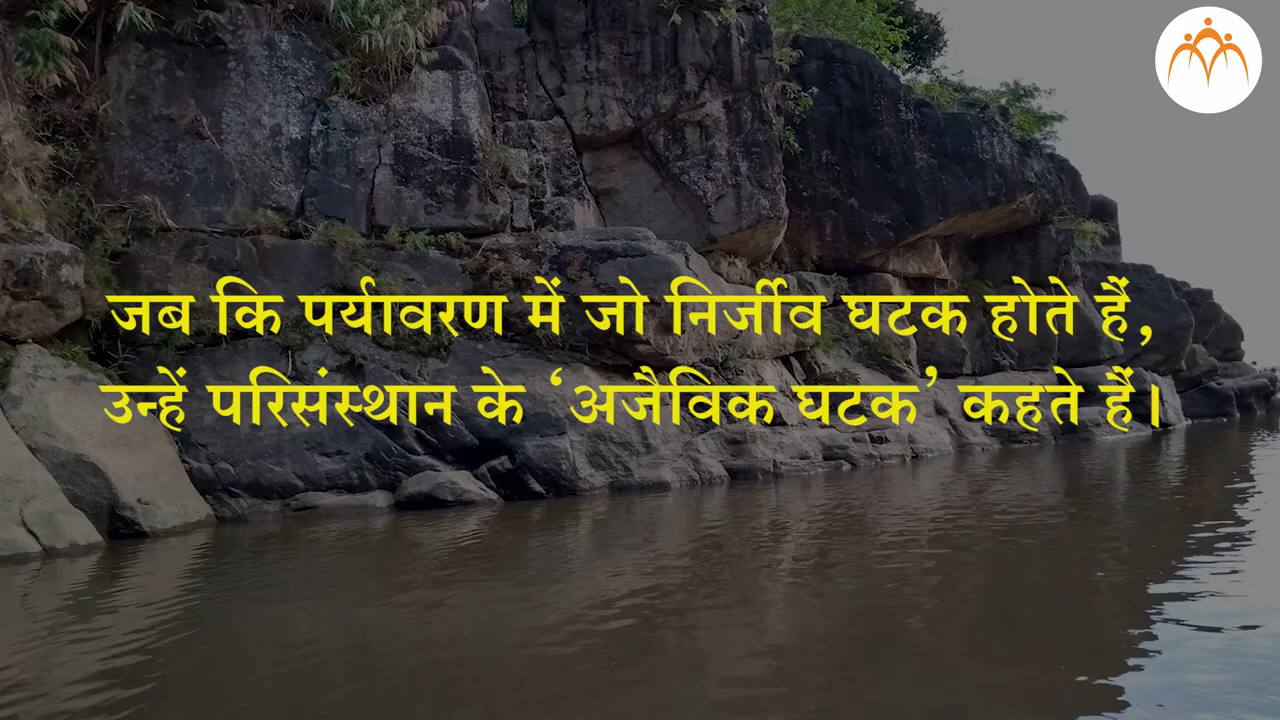 जब कि पर्यावरण में जो निर्जीव घटक होते हैं,
उन्हें परिसंस्थान के ‘अजैविक घटक’ कहते हैं।